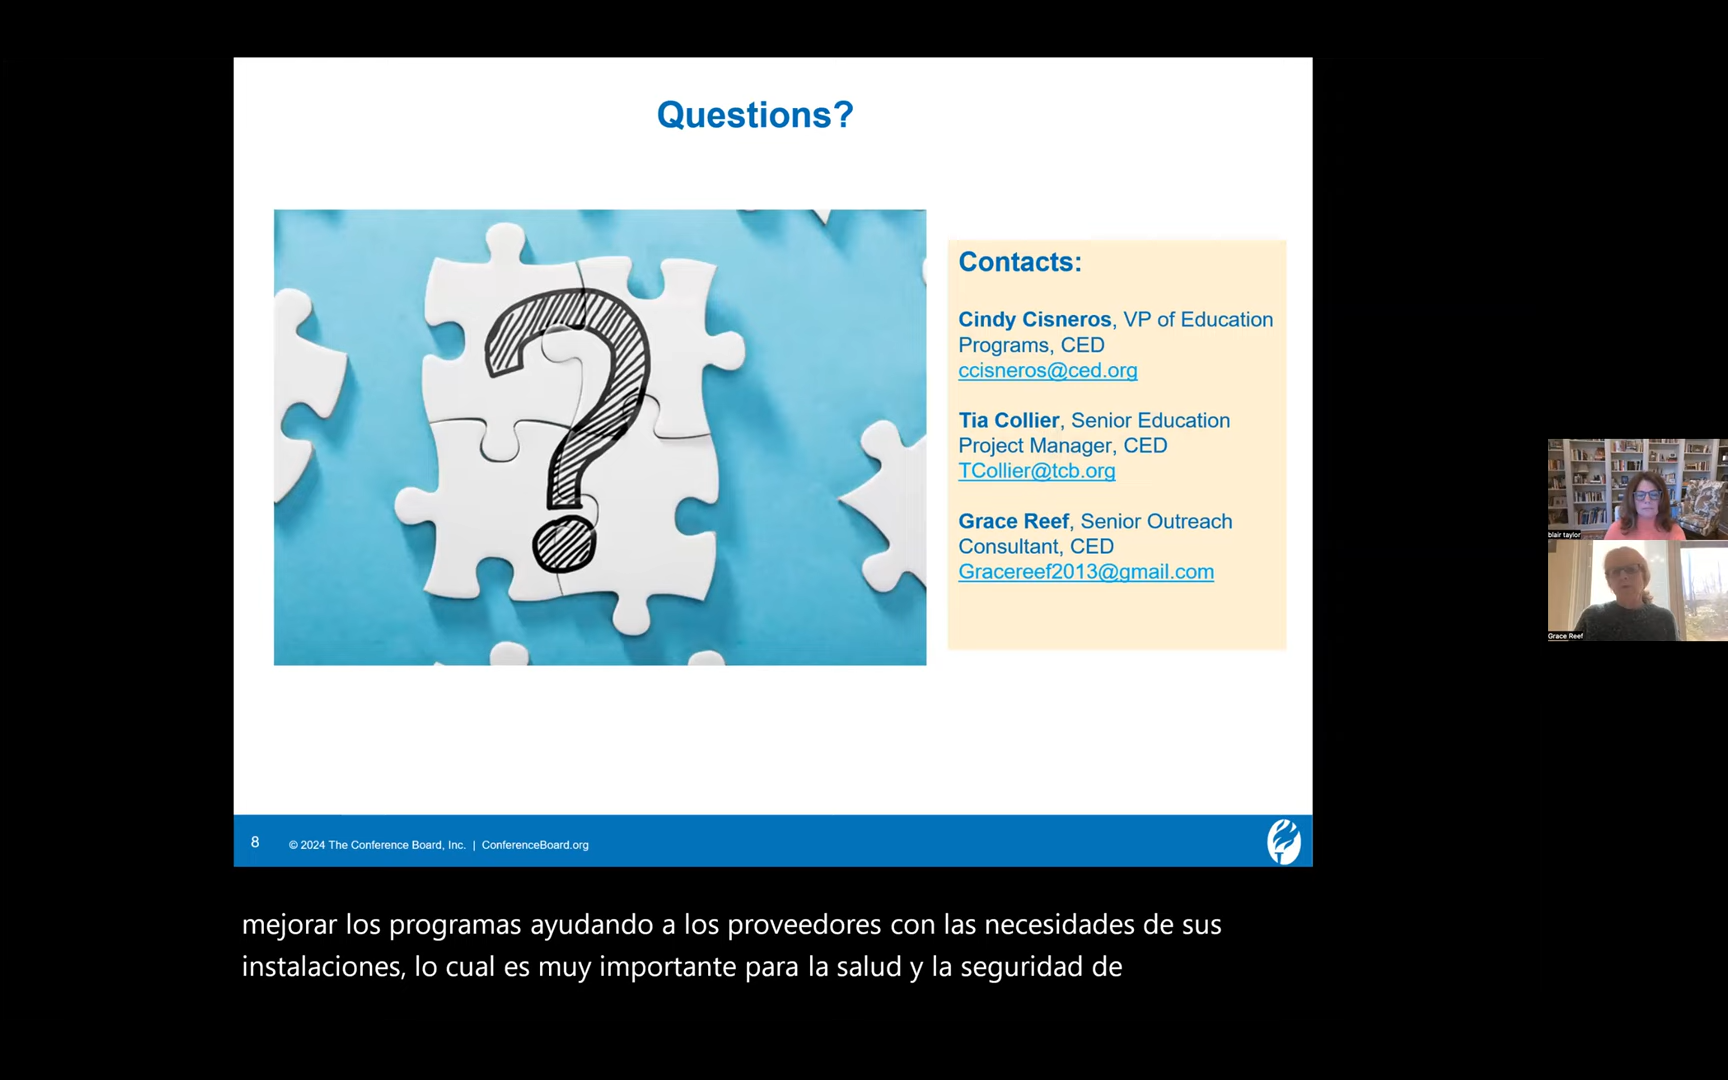 Questions?
Contacts:
Cindy Cisneros, VP of Education
Programs, CED
ccisneros@ced.org
Tia Collier, Senior Education
Project Manager, CED
TCollier@tcb.org
Grace Reef, Senior Outreach
Consultant, CED
Gracereef2013@gmail.com
blair taylor
Grace Reef
8 © 2024 The Conference Board, Inc. | ConferenceBoard.org
mejorar los programas ayudando a los proveedores con las necesidades de sus
instalaciones, lo cual es muy importante para la salud y la seguridad de